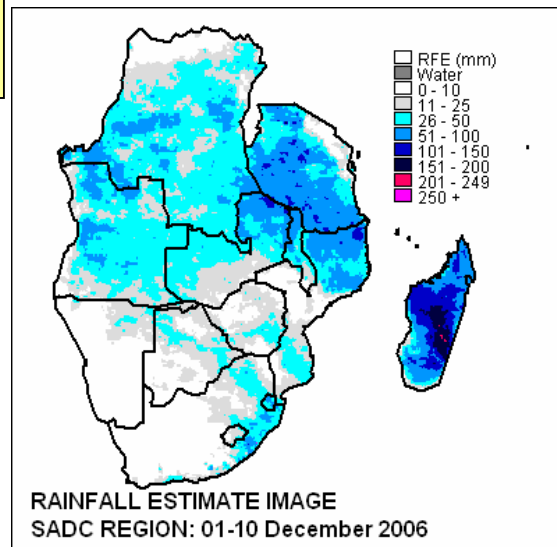 RFE (mm)
Water
0 - 10
11 - 25
26 - 50
51 - 100
101 - 150
151 - 200
201 - 249
250 +
RAINFALL ESTIMATE IMAGE
SADC REGION: 01-10 December 2006